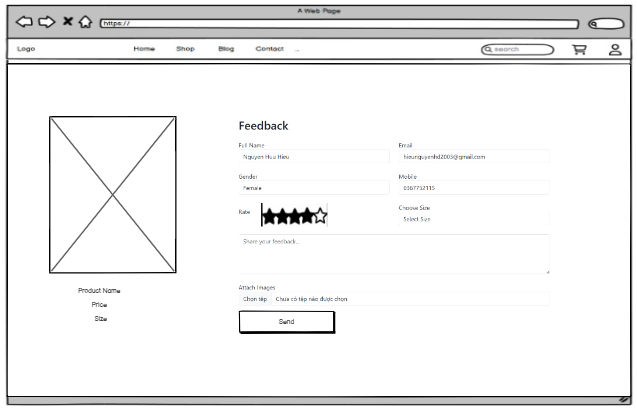 A Web Page
https://
Logo Home Shop Blog Contact ... search
Feedback
Full Name Email
Nguyen Huu Hieu hieunguyenhd2003@gmail.com
Gender Mobile
Female 0367752115
Rate Choose Size
Select Size
Share your feedback...
Product Name
Price
Size
Attach Images
Chọn tệp Chưa có tệp nào được chọn
Send